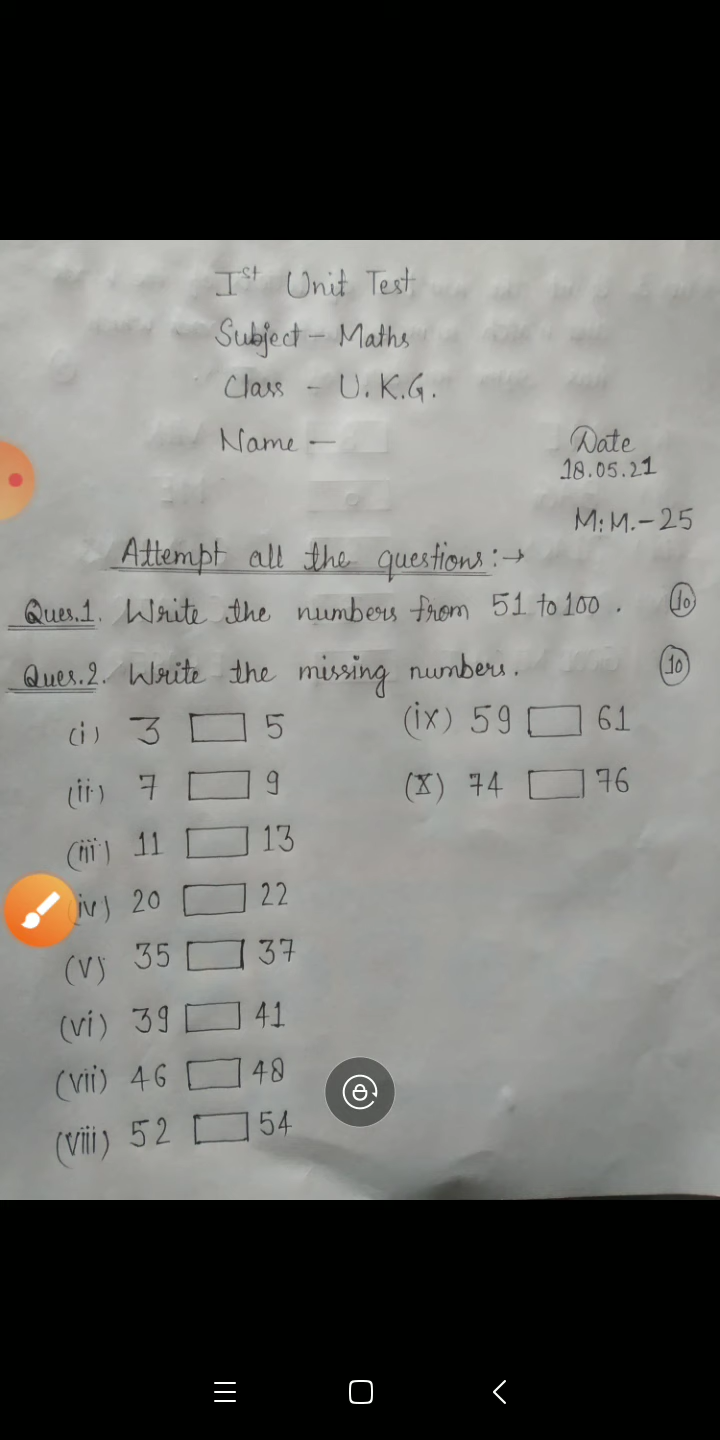 Ist Unit Test
Subject - Maths
Class - U.K.G.
Name -
Date
18.05.21
M.M. - 25
Attempt all the questions :→
Ques.1. Write the numbers from 51 to 100 . 10
Ques.2. Write the missing numbers. 10
(i) 3 5
(ii) 7 9
(iii) 11 13
(iv) 20 22
(v) 35 37
(vi) 39 41
(vii) 46 48
(viii) 52 54
(ix) 59 61
(x) 74 76